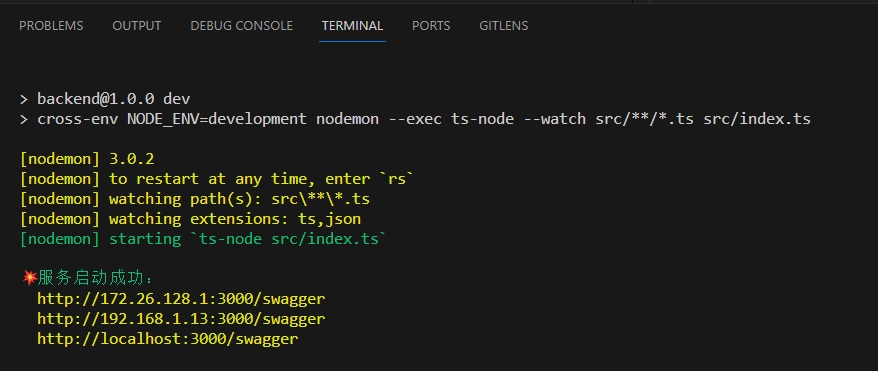 PROBLEMS OUTPUT DEBUG CONSOLE TERMINAL PORTS GITLENS
> backend@1.0.0 dev
> cross-env NODE_ENV=development nodemon --exec ts-node --watch src/**/*.ts src/index.ts
[nodemon] 3.0.2
[nodemon] to restart at any time, enter `rs`
[nodemon] watching path(s): src\**\*.ts
[nodemon] watching extensions: ts,json
[nodemon] starting `ts-node src/index.ts`
💥服务启动成功：
http://172.26.128.1:3000/swagger
http://192.168.1.13:3000/swagger
http://localhost:3000/swagger